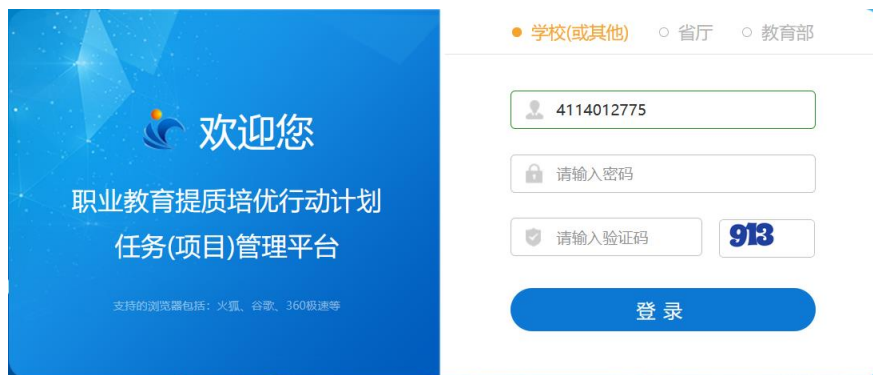 欢迎您
职业教育提质培优行动计划
任务(项目)管理平台
支持的浏览器包括：火狐、谷歌、360极速等
学校(或其他) 省厅 教育部
4114012775
请输入密码
请输入验证码 913
登录